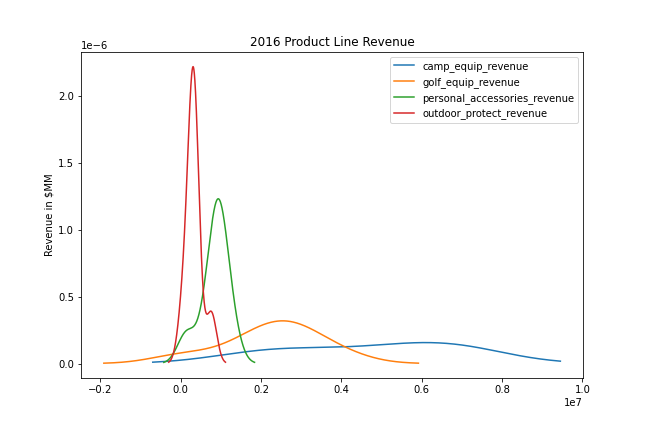 2016 Product Line Revenue
1e−6
camp_equip_revenue
golf_equip_revenue
personal_accessories_revenue
outdoor_protect_revenue
Revenue in $MM
2.0
1.5
1.0
0.5
0.0
−0.2 0.0 0.2 0.4 0.6 0.8 1.0
1e7